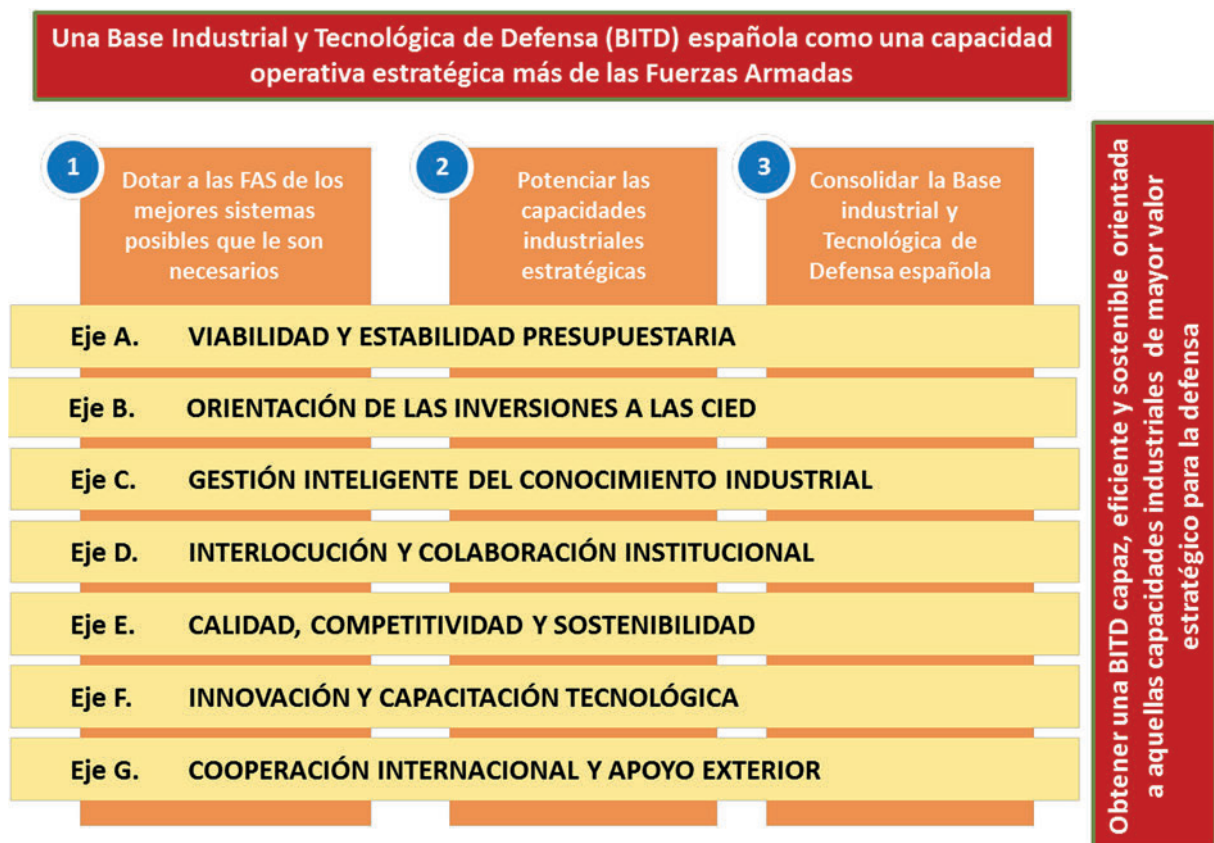 Una Base Industrial y Tecnológica de Defensa (BITD) española como una capacidad
operativa estratégica más de las Fuerzas Armadas
1
Dotar a las FAS de los
mejores sistemas
posibles que le son
necesarios
2
Potenciar las
capacidades
industriales
estratégicas
3
Consolidar la Base
industrial y
Tecnológica de
Defensa española
Eje A. VIABILIDAD Y ESTABILIDAD PRESUPUESTARIA
Eje B. ORIENTACIÓN DE LAS INVERSIONES A LAS CIED
Eje C. GESTIÓN INTELIGENTE DEL CONOCIMIENTO INDUSTRIAL
Eje D. INTERLOCUCIÓN Y COLABORACIÓN INSTITUCIONAL
Eje E. CALIDAD, COMPETITIVIDAD Y SOSTENIBILIDAD
Eje F. INNOVACIÓN Y CAPACITACIÓN TECNOLÓGICA
Eje G. COOPERACIÓN INTERNACIONAL Y APOYO EXTERIOR
Obtener una BITD capaz, eficiente y sostenible orientada
a aquellas capacidades industriales de mayor valor
estratégico para la defensa